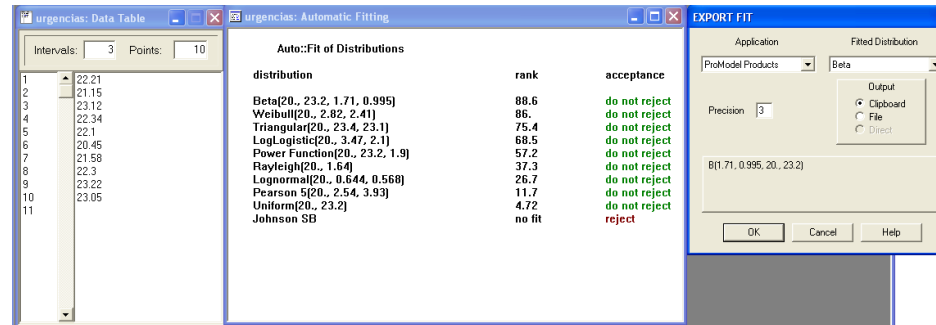 urgencias: Data Table
Intervals: 3 Points: 10
1 22.21
2 21.15
3 23.12
4 22.34
5 22.1
6 20.45
7 21.58
8 22.3
9 23.22
10 23.05
11
urgencias: Automatic Fitting
Auto::Fit of Distributions
distribution rank acceptance
Beta(20., 23.2, 1.71, 0.995) 88.6 do not reject
Weibull(20., 2.82, 2.41) 86. do not reject
Triangular(20., 23.4, 23.1) 75.4 do not reject
LogLogistic(20., 3.47, 2.1) 68.5 do not reject
Power Function(20., 23.2, 1.9) 57.2 do not reject
Rayleigh(20., 1.64) 37.3 do not reject
Lognormal(20., 0.644, 0.568) 26.7 do not reject
Pearson 5(20., 2.54, 3.93) 11.7 do not reject
Uniform(20., 23.2) 4.72 do not reject
Johnson SB no fit reject
EXPORT FIT
Application Fitted Distribution
ProModel Products Beta
Output
Precision 3
Clipboard
File
Direct
B(1.71, 0.995, 20., 23.2)
OK Cancel Help